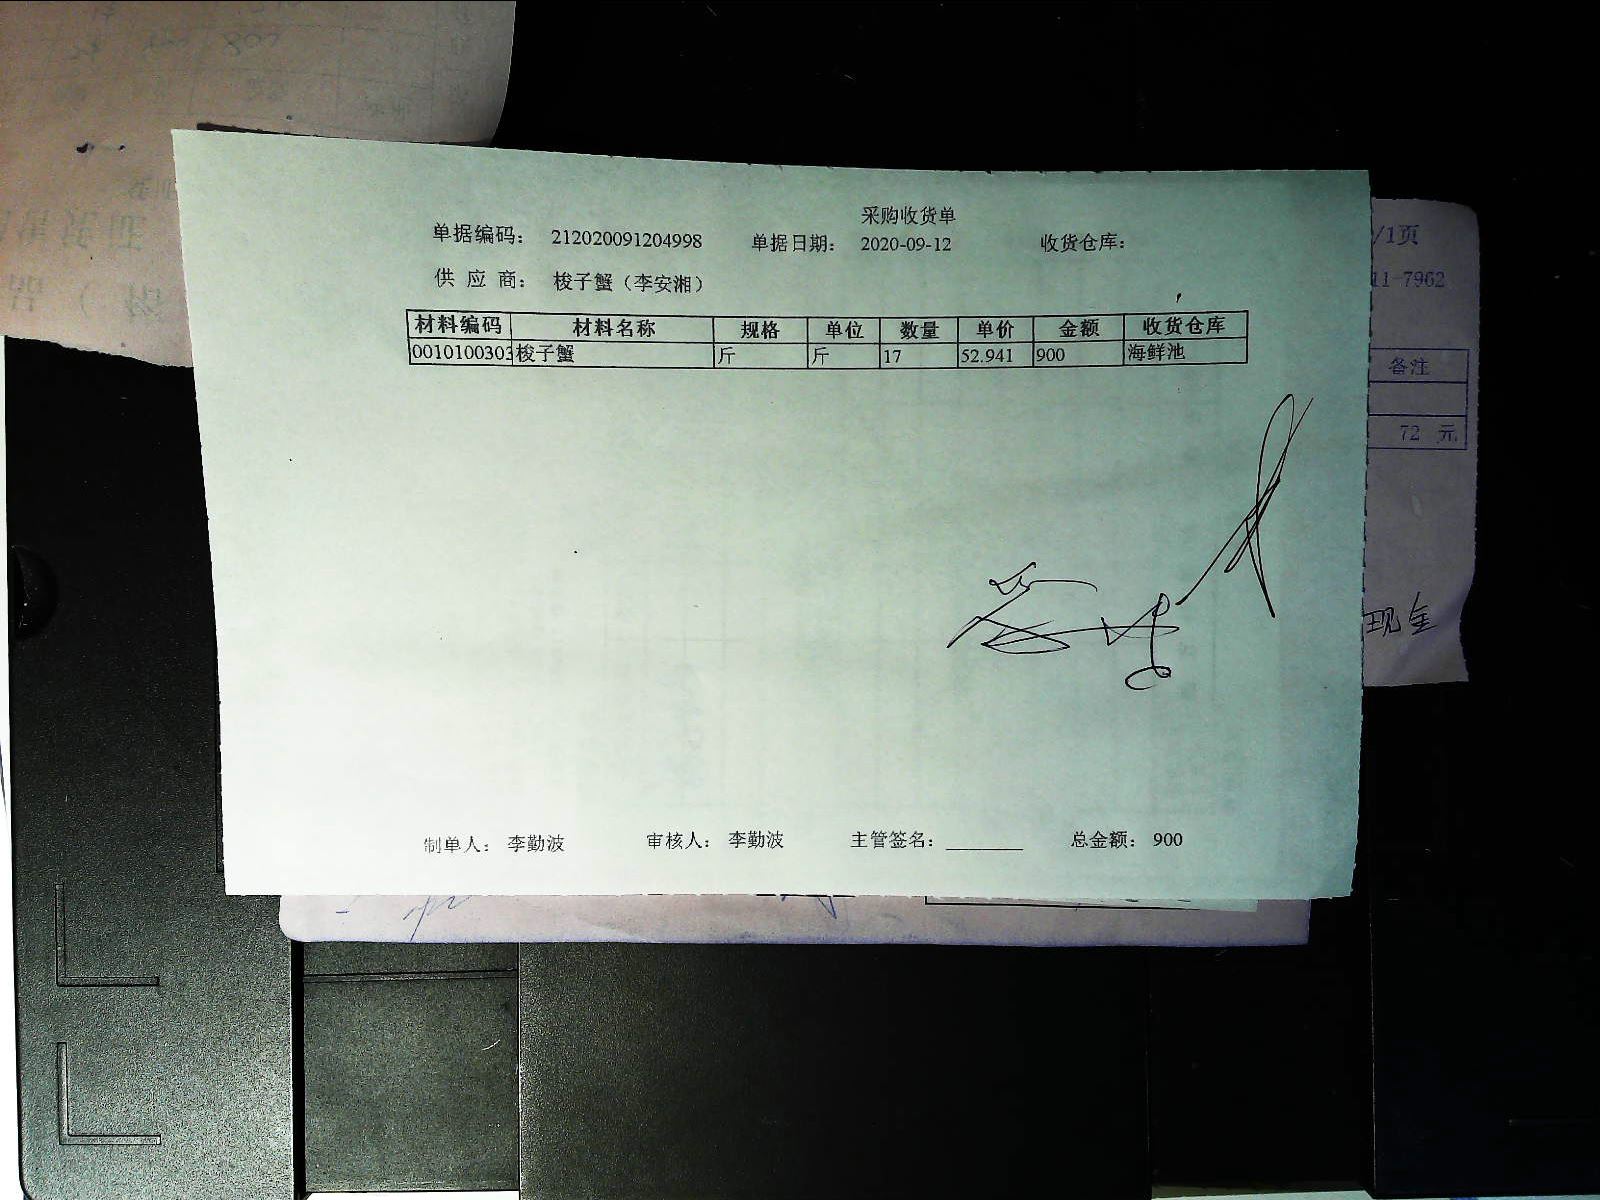 采购收货单
单据编码： 212020091204998 单据日期： 2020-09-12 收货仓库：
供 应 商： 梭子蟹（李安湘）
材料编码 材料名称 规格 单位 数量 单价 金额 收货仓库
0010100303 梭子蟹 斤 斤 17 52.941 900 海鲜池
制单人： 李勤波 审核人： 李勤波 主管签名： 总金额： 900
/1页
11-7962
备注
72 元
现金